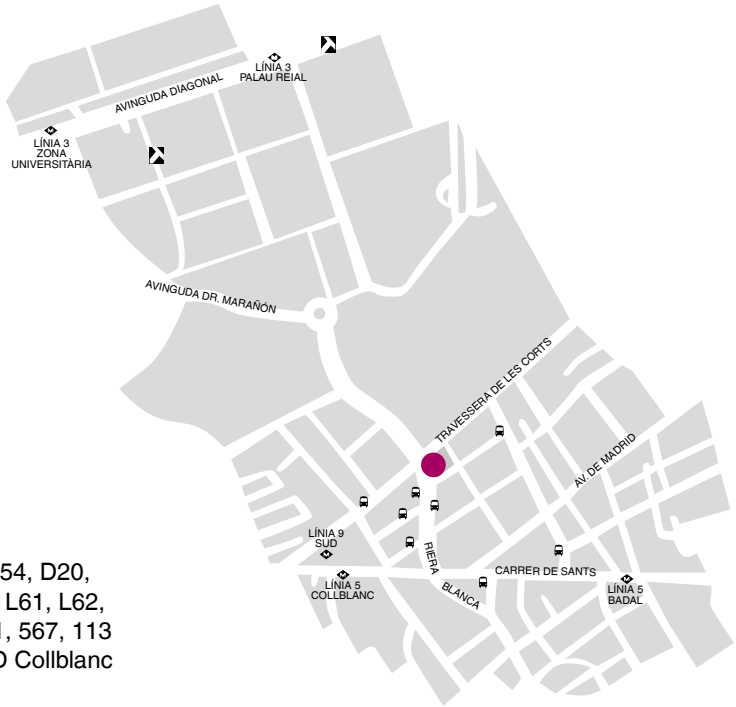 LÍNIA 3
PALAU REIAL
AVINGUDA DIAGONAL
LÍNIA 3
ZONA
UNIVERSITÀRIA
AVINGUDA DR. MARAÑÓN
TRAVESSERA DE LES CORTS
AV. DE MADRID
LÍNIA 9
SUD
LÍNIA 5
COLLBLANC
RIERA
BLANCA
CARRER DE SANTS
LÍNIA 5
BADAL
54, D20,
L61, L62,
, 567, 113
Collblanc